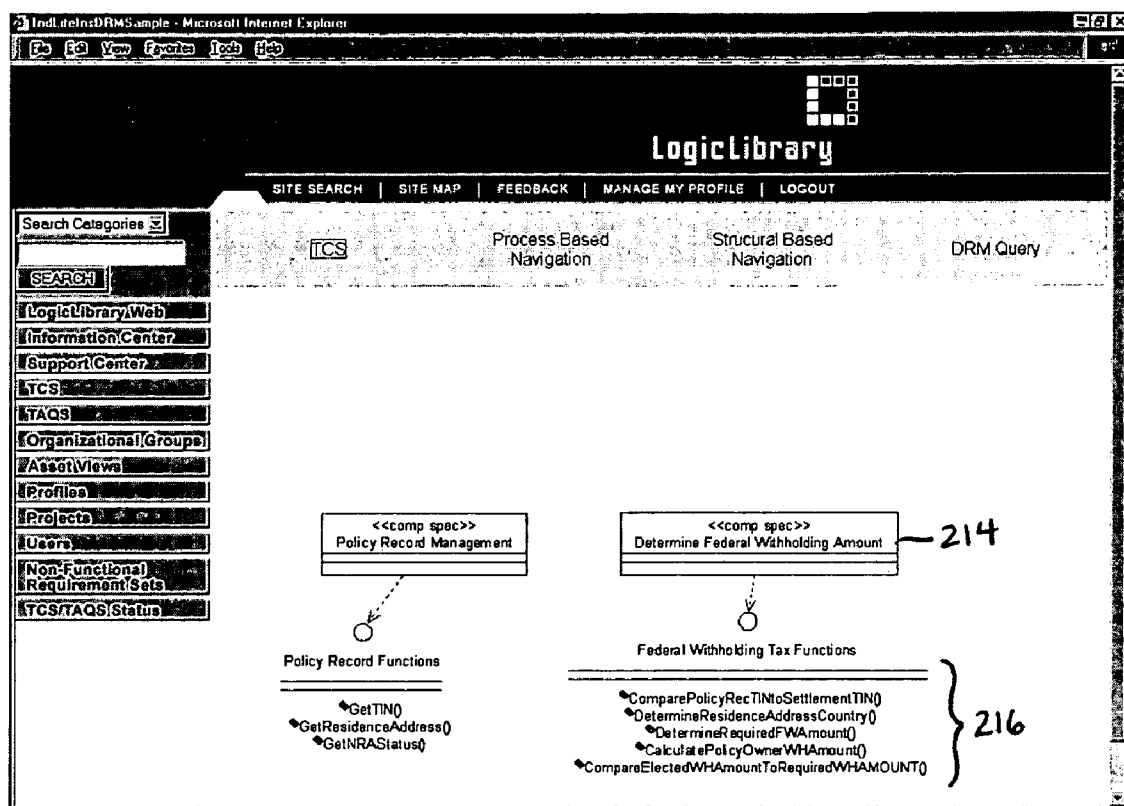 IndLifeInsDRMSample - Microsoft Internet Explorer
File Edit View Favorites Tools Help
LogicLibrary
SITE SEARCH | SITE MAP | FEEDBACK | MANAGE MY PROFILE | LOGOUT
Search Categories
SEARCH
TCS
Process Based
Navigation
Strucural Based
Navigation
DRM Query
LogicLibrary Web
Information Center
Support Center
TCS
TAQS
Organizational Groups
Asset Views
Profiles
Projects
Users
Non-Functional
Requirement Sets
TCS/TAQS Status
<<comp spec>>
Policy Record Management
<<comp spec>>
Determine Federal Withholding Amount
214
Policy Record Functions
GetTIN()
GetResidenceAddress()
GetNRAStatus()
Federal Withholding Tax Functions
ComparePolicyRecTINtoSettlementTIN()
DetermineResidenceAddressCountry()
DetermineRequiredFWAmount()
CalculatePolicyOwnerWHAmount()
CompareElectedWHAmountToRequiredWHAMOUNT()
216